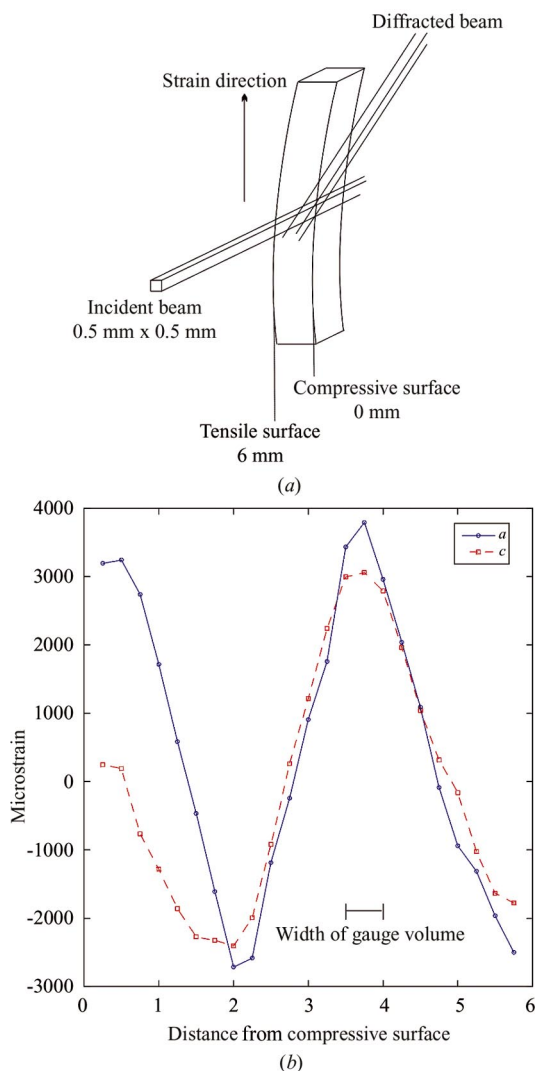 Diffracted beam
Strain direction
Incident beam
0.5 mm x 0.5 mm
Compressive surface
0 mm
Tensile surface
6 mm
(a)
4000
3000
2000
1000
0
-1000
-2000
-3000
Microstrain
a
c
Width of gauge volume
0 1 2 3 4 5 6
Distance from compressive surface
(b)